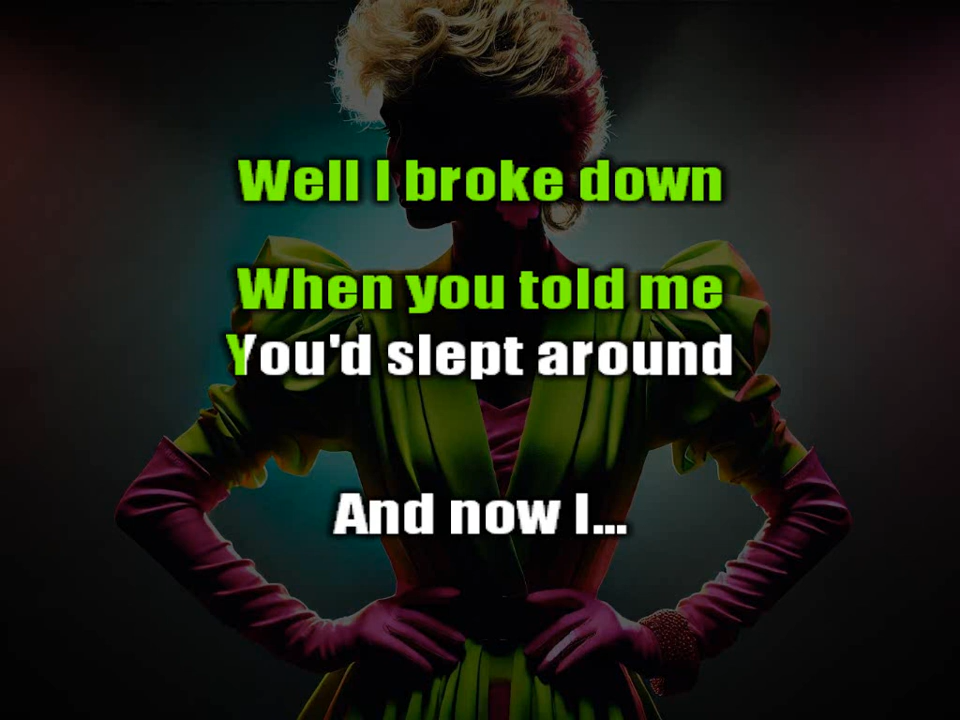 Well I broke down
When you told me
You'd slept around
And now I...